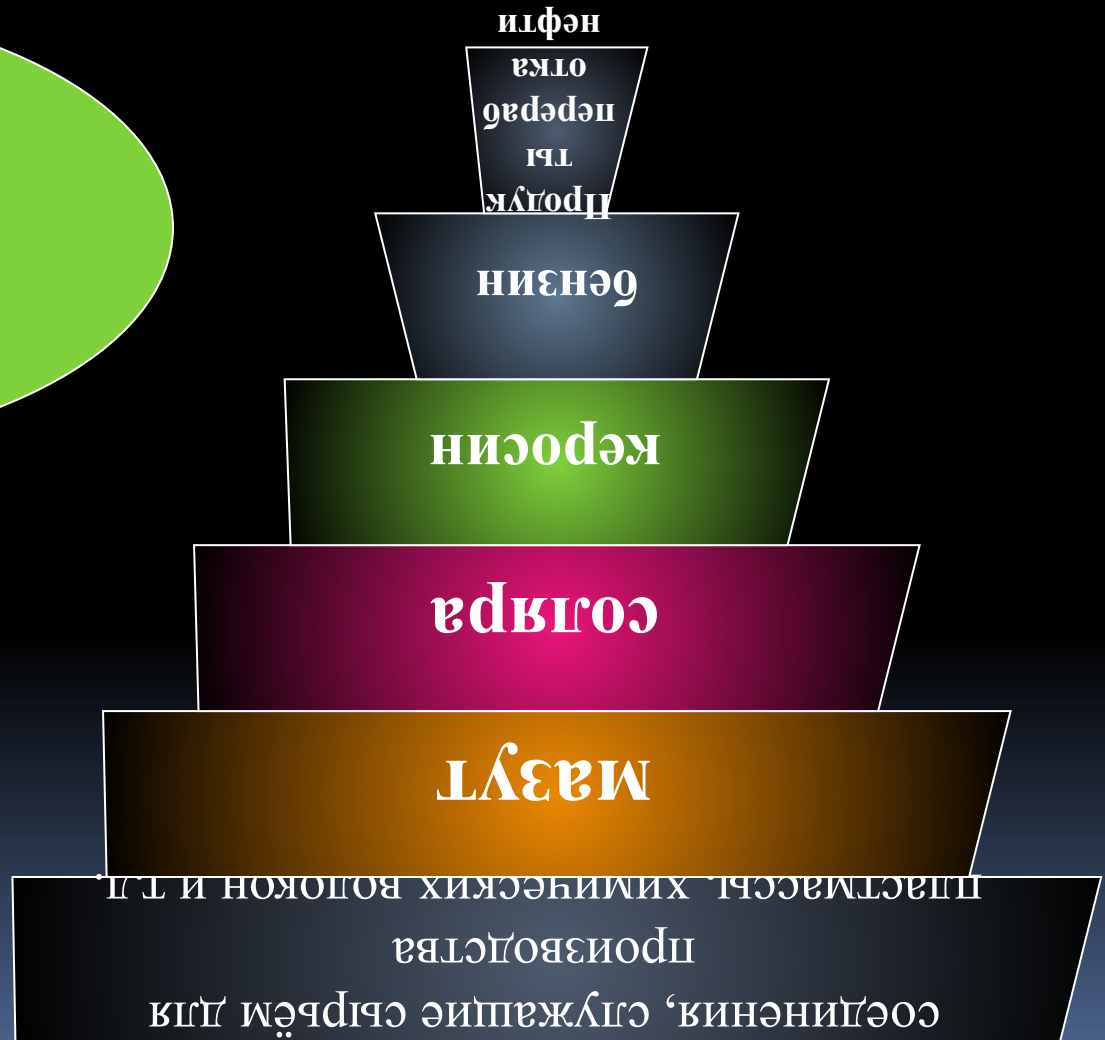 соединения, служащие сырьём для
производства
пластмассы, химических волокон и т.д.
мазут
соляра
керосин
бензин
Продук
ты
перераб
отка
нефти